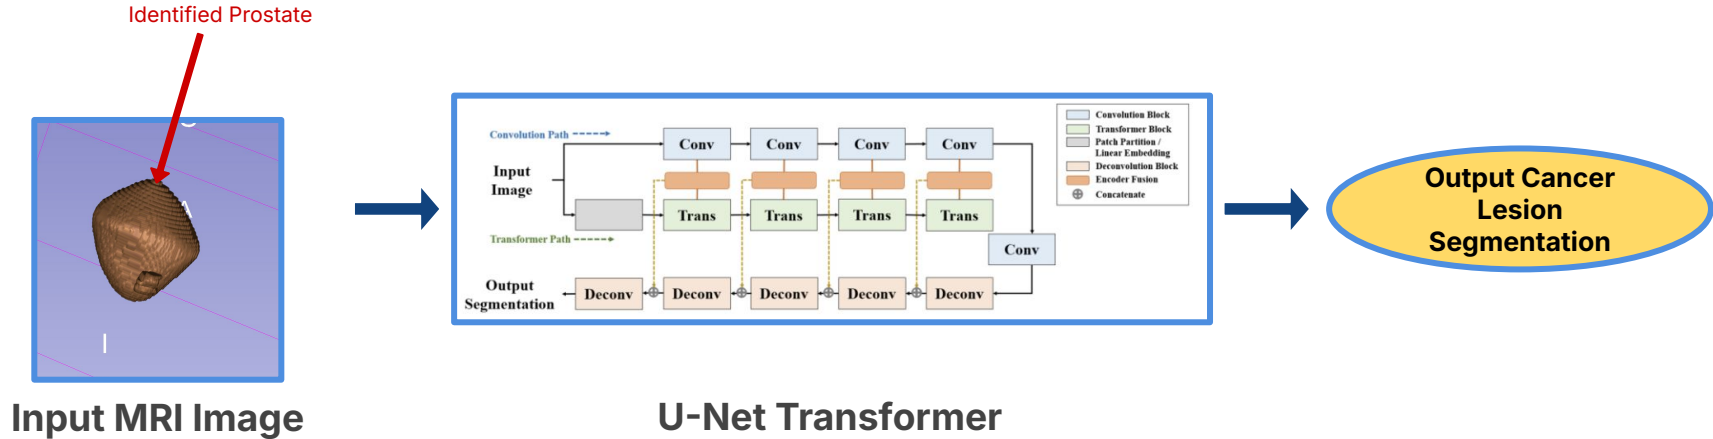 Identified Prostate
A
I
Input MRI Image
Convolution Path
Input
Image
Transformer Path
Conv
Conv
Conv
Conv
Trans
Trans
Trans
Trans
Conv
Output
Segmentation
Deconv
Deconv
Deconv
Deconv
Deconv
Convolution Block
Transformer Block
Patch Partition /
Linear Embedding
Deconvolution Block
Encoder Fusion
Concatenate
U-Net Transformer
Output Cancer
Lesion
Segmentation